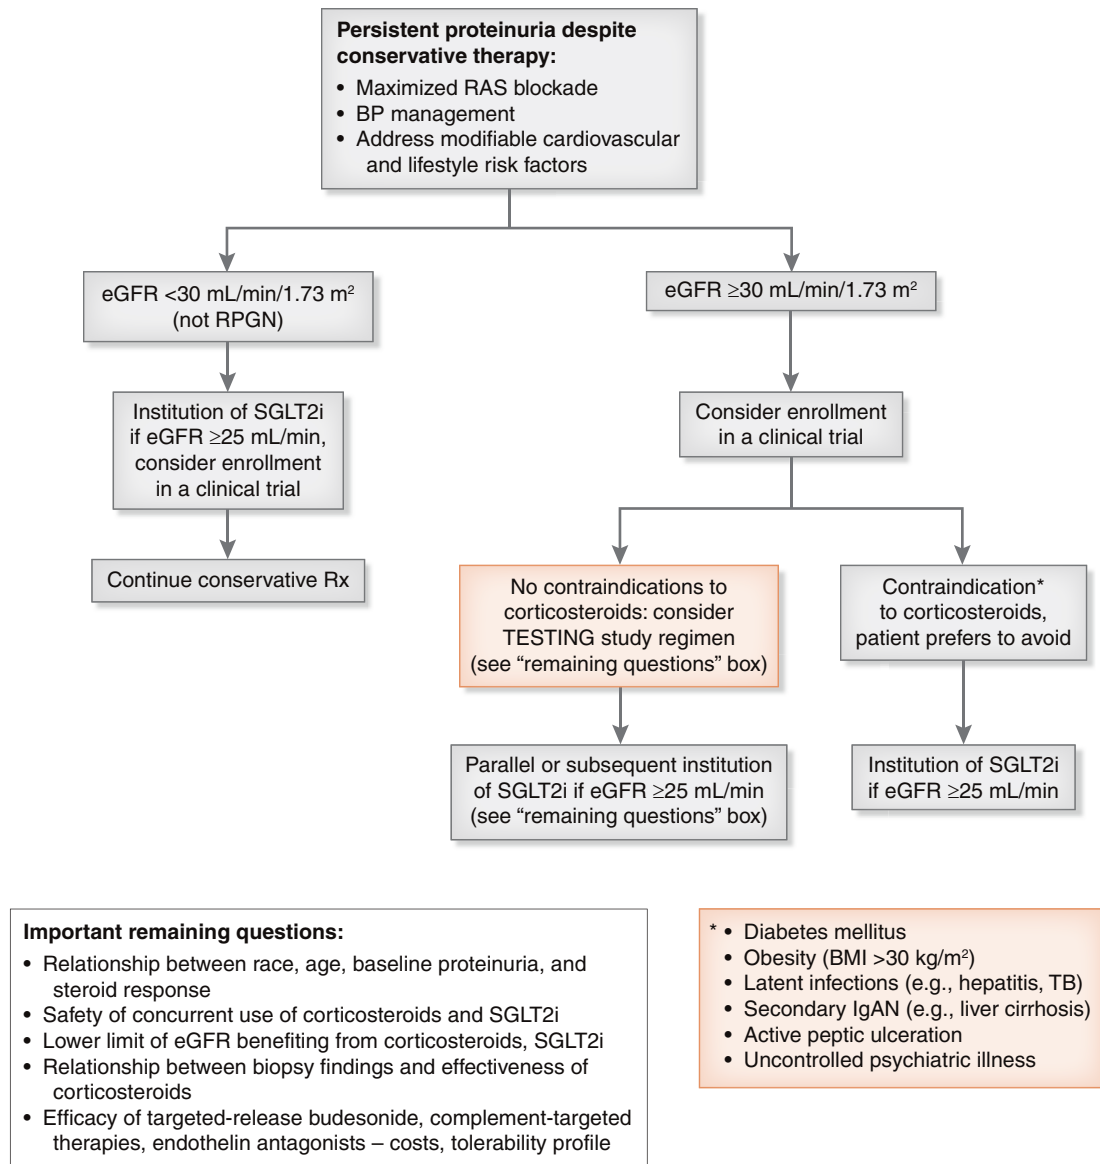 Persistent proteinuria despite
conservative therapy:
• Maximized RAS blockade
• BP management
• Address modifiable cardiovascular
and lifestyle risk factors
eGFR <30 mL/min/1.73 m²
(not RPGN)
eGFR ≥30 mL/min/1.73 m²
Institution of SGLT2i
if eGFR ≥25 mL/min,
consider enrollment
in a clinical trial
Consider enrollment
in a clinical trial
Continue conservative Rx
No contraindications to
corticosteroids: consider
TESTING study regimen
(see “remaining questions” box)
Contraindication*
to corticosteroids,
patient prefers to avoid
Parallel or subsequent institution
of SGLT2i if eGFR ≥25 mL/min
(see “remaining questions” box)
Institution of SGLT2i
if eGFR ≥25 mL/min
Important remaining questions:
• Relationship between race, age, baseline proteinuria, and
steroid response
• Safety of concurrent use of corticosteroids and SGLT2i
• Lower limit of eGFR benefiting from corticosteroids, SGLT2i
• Relationship between biopsy findings and effectiveness of
corticosteroids
• Efficacy of targeted-release budesonide, complement-targeted
therapies, endothelin antagonists – costs, tolerability profile
* • Diabetes mellitus
• Obesity (BMI >30 kg/m²)
• Latent infections (e.g., hepatitis, TB)
• Secondary IgAN (e.g., liver cirrhosis)
• Active peptic ulceration
• Uncontrolled psychiatric illness